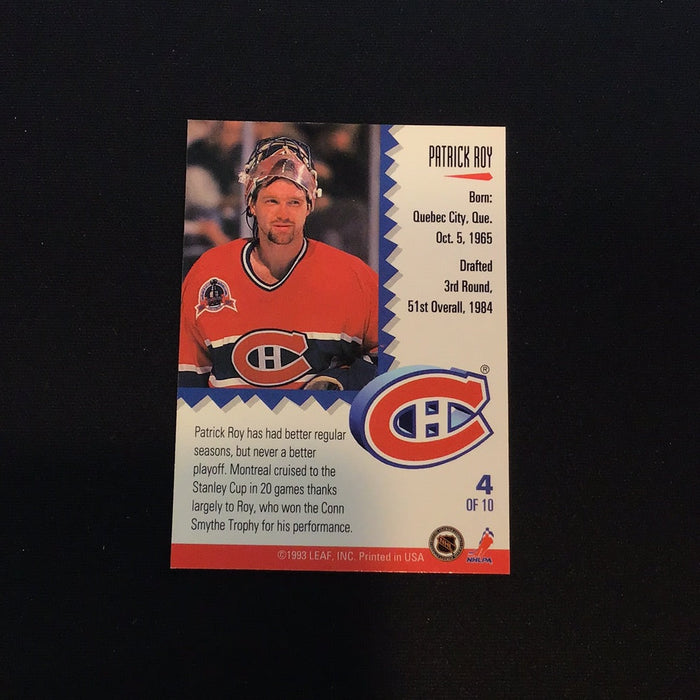 PATRICK ROY
Born:
Quebec City, Que.
Oct. 5, 1965
Drafted
3rd Round,
51st Overall, 1984
CH
®
CH
Patrick Roy has had better regular
seasons, but never a better
playoff. Montreal cruised to the
Stanley Cup in 20 games thanks
largely to Roy, who won the Conn
Smythe Trophy for his performance.
4
OF 10
NHLPA
©1993 LEAF, INC. Printed in USA